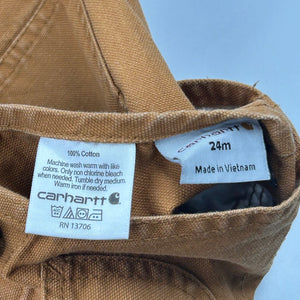 100% Cotton
Machine wash warm with like
colors. Only non chlorine bleach
when needed. Tumble dry medium.
Warm iron if needed.
carhartt
RN 13706
carhartt
24m
Made in Vietnam